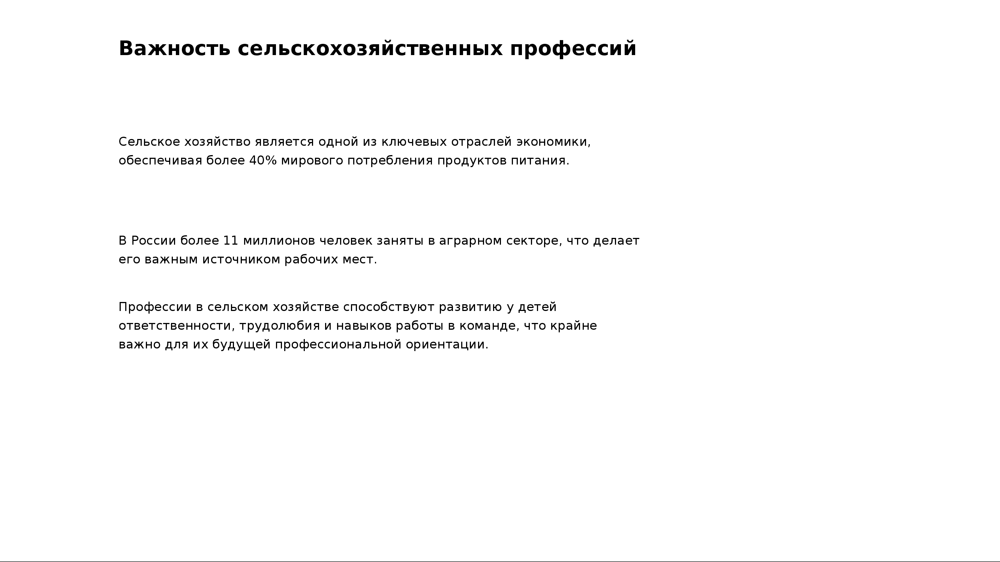 Важность сельскохозяйственных профессий
Сельское хозяйство является одной из ключевых отраслей экономики,
обеспечивая более 40% мирового потребления продуктов питания.
В России более 11 миллионов человек заняты в аграрном секторе, что делает
его важным источником рабочих мест.
Профессии в сельском хозяйстве способствуют развитию у детей
ответственности, трудолюбия и навыков работы в команде, что крайне
важно для их будущей профессиональной ориентации.